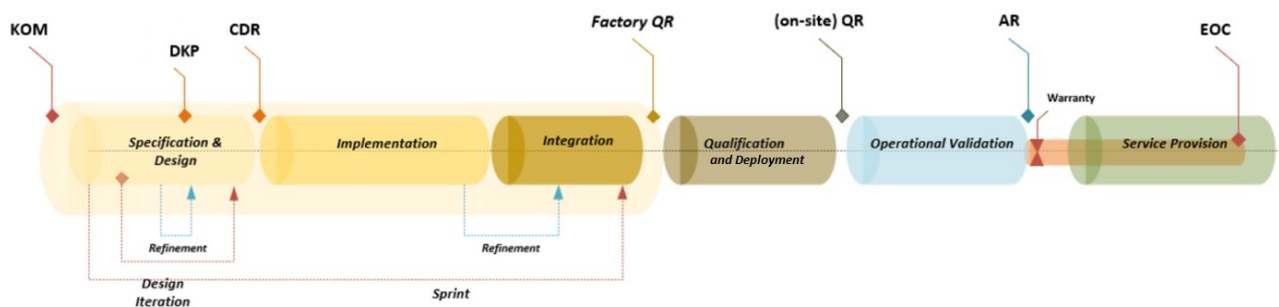 KOM
DKP
CDR
Factory QR
(on-site) QR
AR
EOC
Warranty
Specification &
Design
Implementation
Integration
Qualification
and Deployment
Operational Validation
Service Provision
Refinement
Refinement
Design
Iteration
Sprint